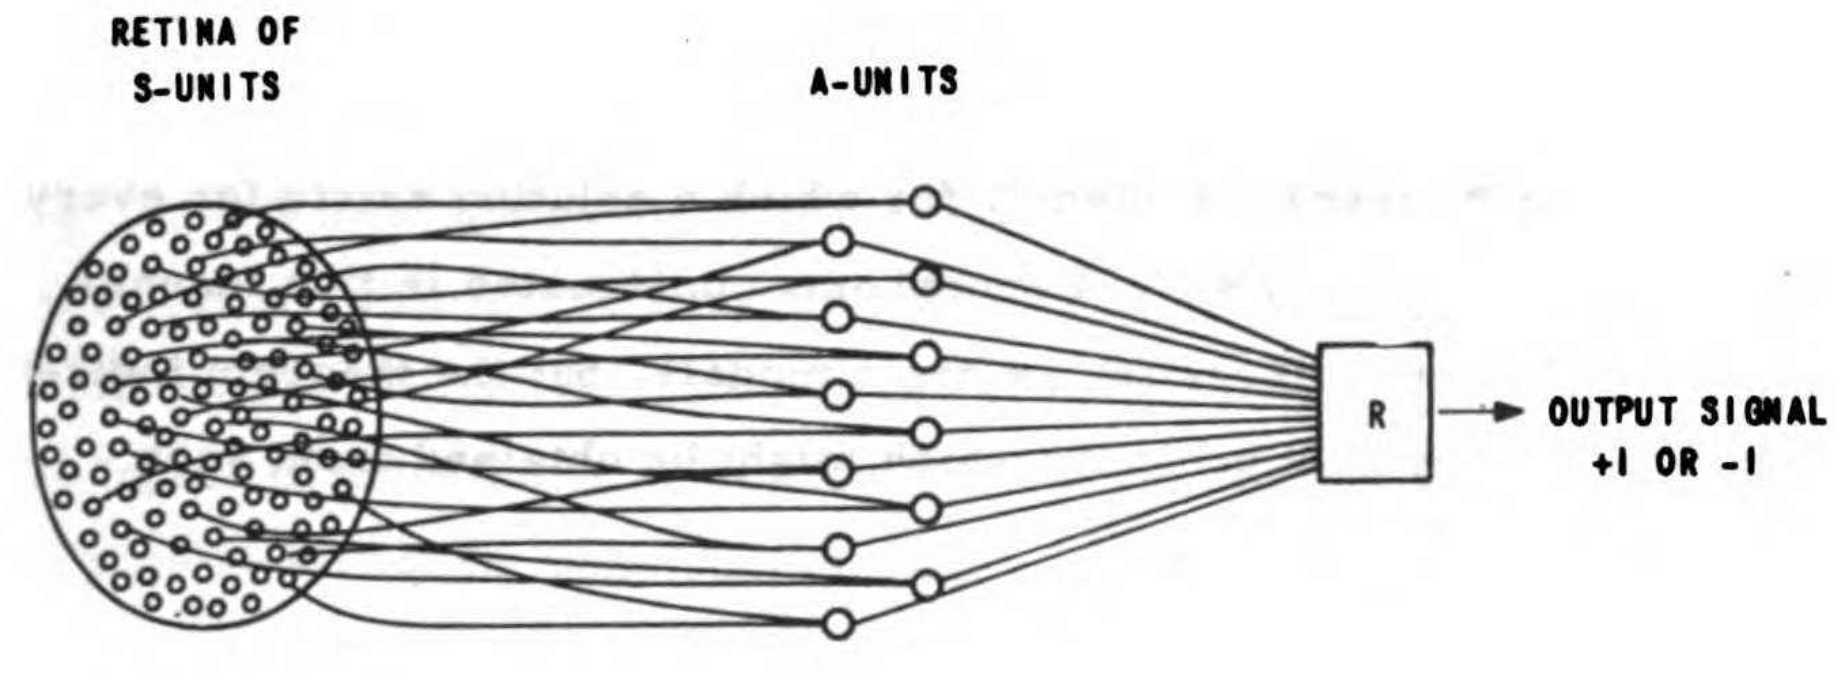 RETINA OF
S-UNITS
A-UNITS
R
OUTPUT SIGNAL
+1 OR -1